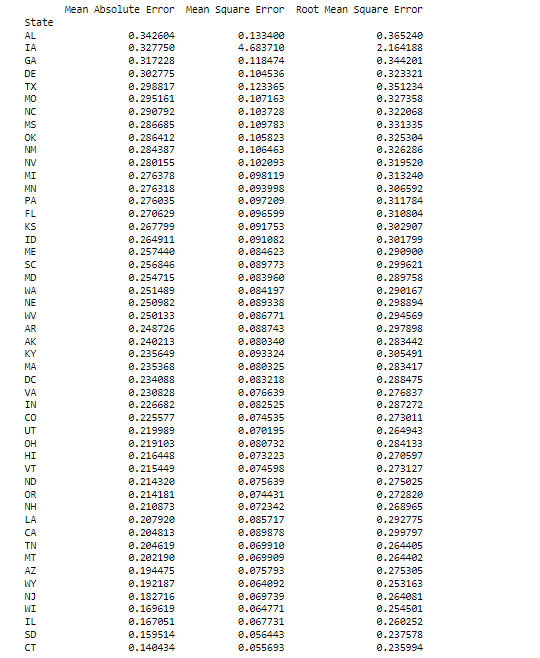 Mean Absolute Error Mean Square Error Root Mean Square Error
State
AL 0.342604 0.133400 0.365240
IA 0.327750 4.683710 2.164188
GA 0.317228 0.118474 0.344201
DE 0.302775 0.104536 0.323321
TX 0.298817 0.123365 0.351234
MO 0.295161 0.107163 0.327358
NC 0.290792 0.103728 0.322068
MS 0.286685 0.109783 0.331335
OK 0.286412 0.105823 0.325304
NM 0.284387 0.106463 0.326286
NV 0.280155 0.102093 0.319520
MI 0.276378 0.098119 0.313240
MN 0.276318 0.093998 0.306592
PA 0.276035 0.097209 0.311784
FL 0.270629 0.096599 0.310804
KS 0.267799 0.091753 0.302907
ID 0.264911 0.091082 0.301799
ME 0.257440 0.084623 0.290900
SC 0.256846 0.089773 0.299621
MD 0.254715 0.083960 0.289758
WA 0.251489 0.084197 0.290167
NE 0.250982 0.089338 0.298894
WV 0.250133 0.086771 0.294569
AR 0.248726 0.088743 0.297898
AK 0.240213 0.080340 0.283442
KY 0.235649 0.093324 0.305491
MA 0.235368 0.080325 0.283417
DC 0.234088 0.083218 0.288475
VA 0.230828 0.076639 0.276837
IN 0.226682 0.082525 0.287272
CO 0.225577 0.074535 0.273011
UT 0.219989 0.070195 0.264943
OH 0.219103 0.080732 0.284133
HI 0.216448 0.073223 0.270597
VT 0.215449 0.074598 0.273127
ND 0.214320 0.075639 0.275025
OR 0.214181 0.074431 0.272820
NH 0.210873 0.072342 0.268965
LA 0.207920 0.085717 0.292775
CA 0.204813 0.089878 0.299797
TN 0.204619 0.069910 0.264405
MT 0.202190 0.069909 0.264402
AZ 0.194475 0.075793 0.275305
WY 0.192187 0.064092 0.253163
NJ 0.182716 0.069739 0.264081
WI 0.169619 0.064771 0.254501
IL 0.167051 0.067731 0.260252
SD 0.159514 0.056443 0.237578
CT 0.140434 0.055693 0.235994